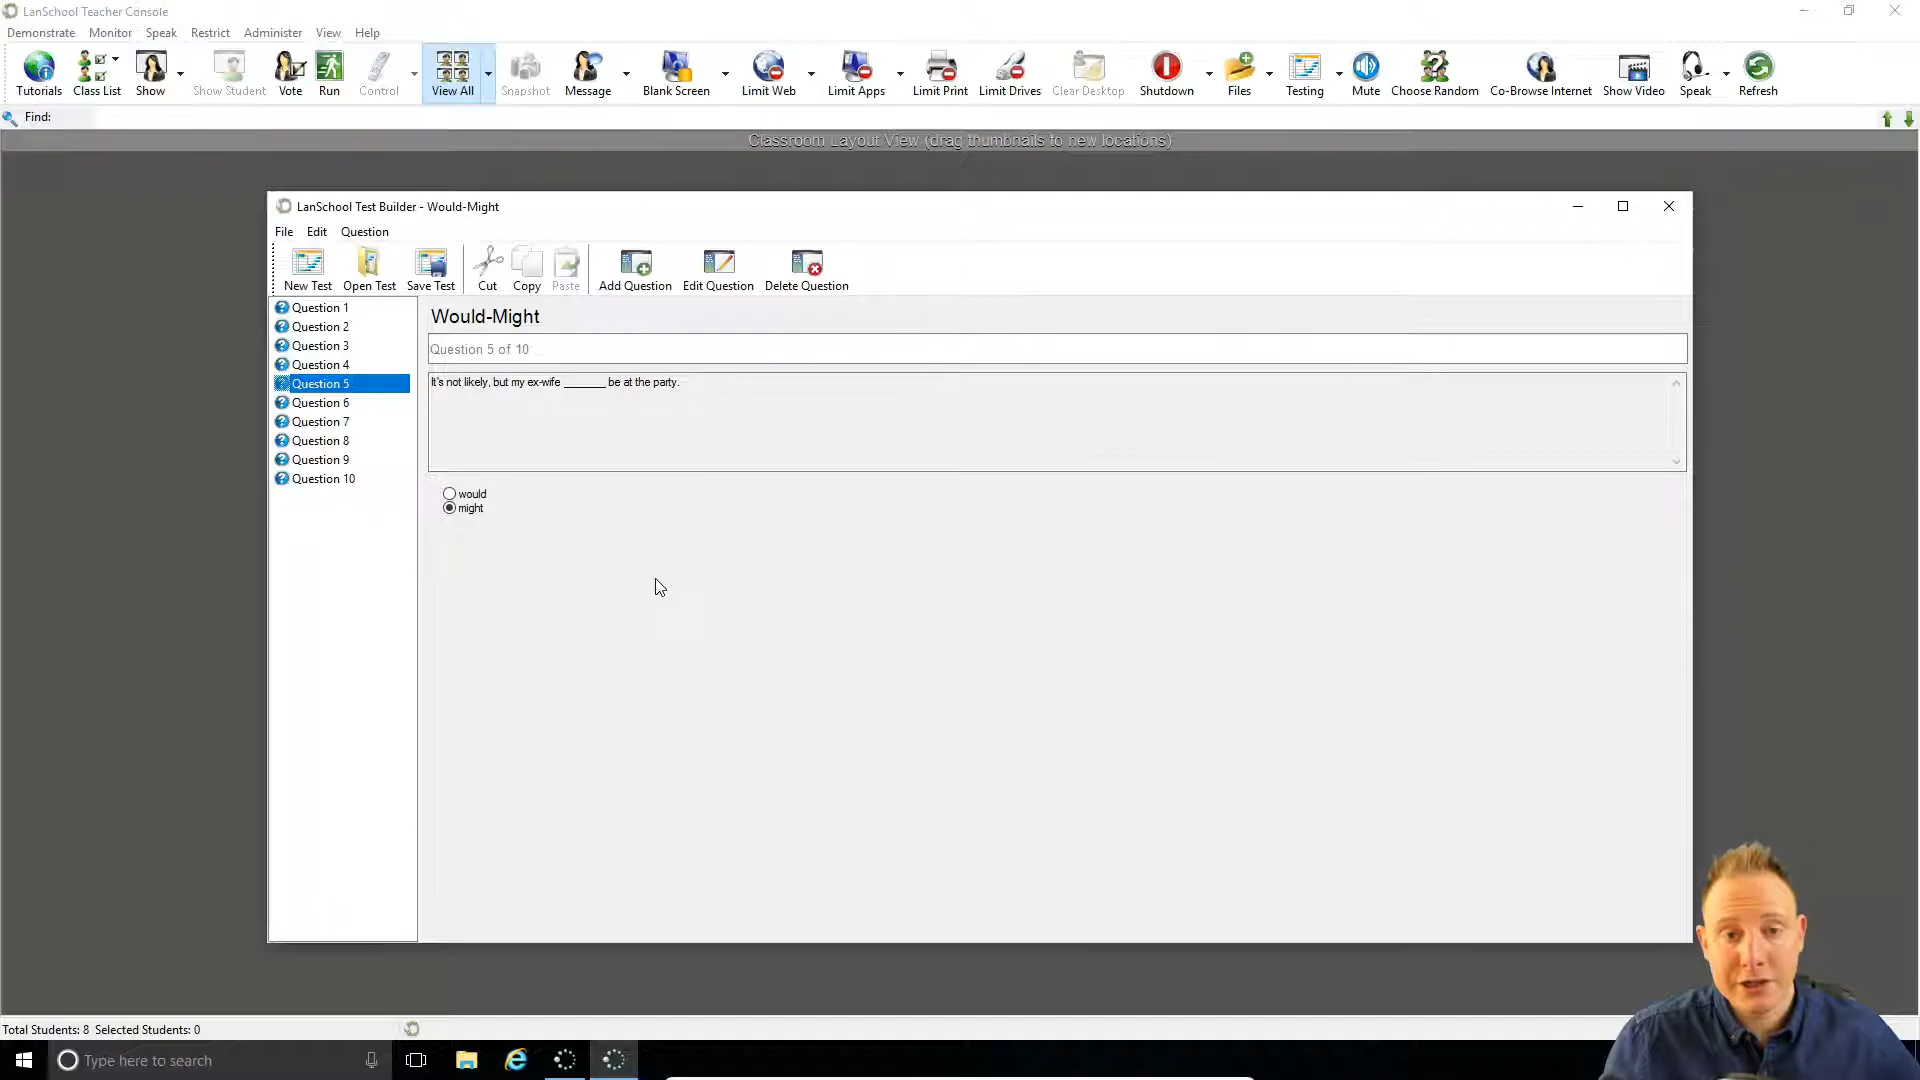 LanSchool Teacher Console
Demonstrate Monitor Speak Restrict Administer View Help
Tutorials Class List Show Show Student Vote Run Control View All Snapshot Message Blank Screen Limit Web Limit Apps Limit Print Limit Drives Clear Desktop Shutdown Files Testing Mute Choose Random Co-Browse Internet Show Video Speak Refresh
Find:
Classroom Layout View (drag thumbnails to new locations)
LanSchool Test Builder - Would-Might
File Edit Question
New Test Open Test Save Test Cut Copy Paste Add Question Edit Question Delete Question
Question 1
Question 2
Question 3
Question 4
Question 5
Question 6
Question 7
Question 8
Question 9
Question 10
Would-Might
Question 5 of 10
It's not likely, but my ex-wife _______ be at the party.
would
might
Total Students: 8 Selected Students: 0
Type here to search